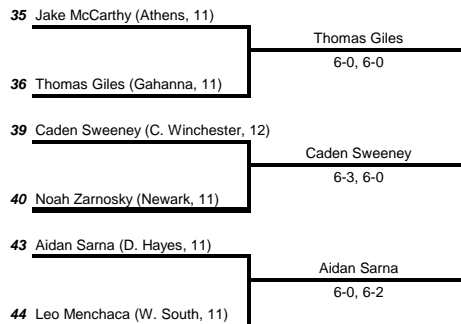 35 Jake McCarthy (Athens, 11)
Thomas Giles
6-0, 6-0
36 Thomas Giles (Gahanna, 11)
39 Caden Sweeney (C. Winchester, 12)
Caden Sweeney
6-3, 6-0
40 Noah Zarnosky (Newark, 11)
43 Aidan Sarna (D. Hayes, 11)
Aidan Sarna
6-0, 6-2
44 Leo Menchaca (W. South, 11)